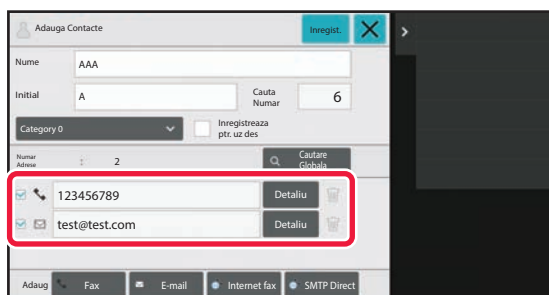 Adauga Contacte
Inregist.
Nume
AAA
Initial
A
Cauta
Numar
6
Category 0
Inregistreaza
ptr. uz des
Numar
Adrese
:
2
Cautare
Globala
123456789
Detaliu
test@test.com
Detaliu
Adaug
Fax
E-mail
Internet fax
SMTP Direct